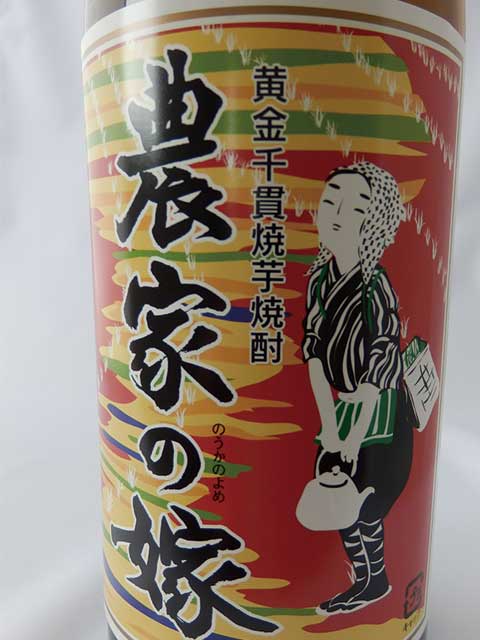 黄金千貫焼芋焼酎
農家の嫁
のうかのよめ